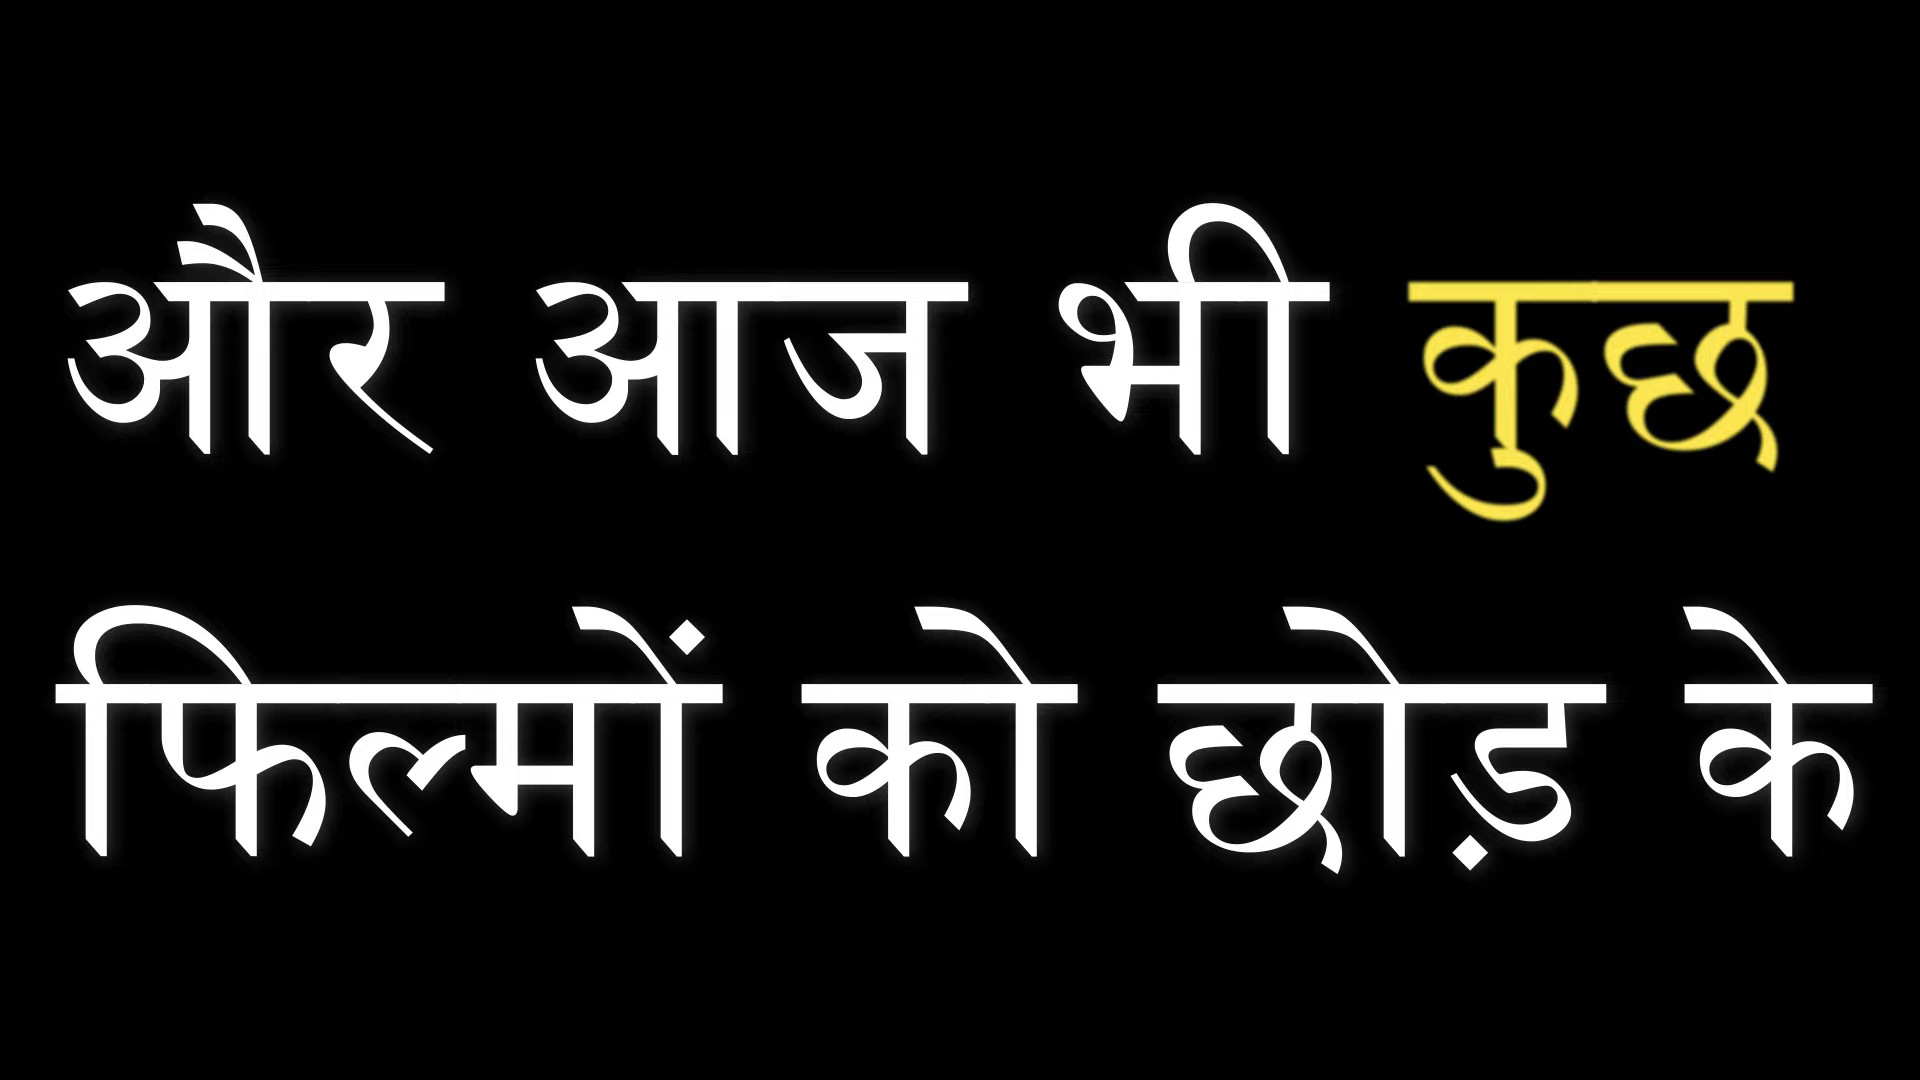 और आज भी कुछ
फिल्मों को छोड़ के